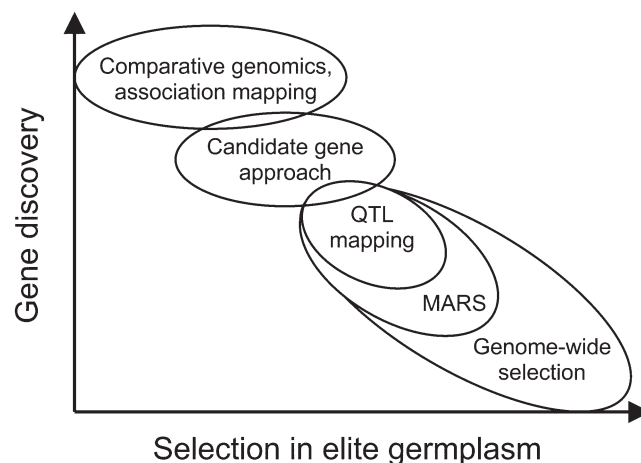 Comparative genomics,
association mapping
Candidate gene
approach
QTL
mapping
MARS
Genome-wide
selection
Gene discovery
Selection in elite germplasm